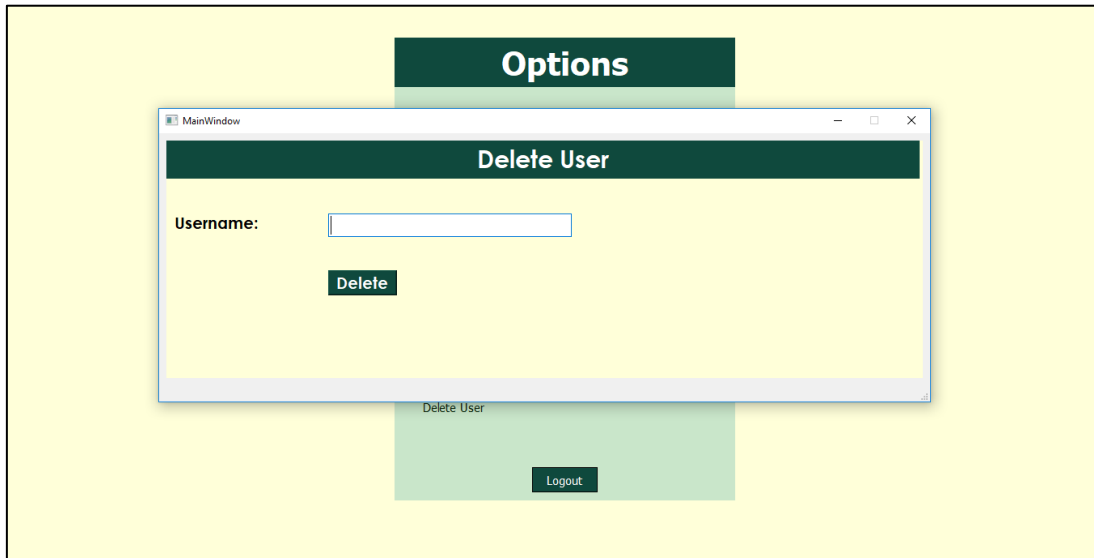 Options
MainWindow
Delete User
Username:
Delete
Delete User
Logout